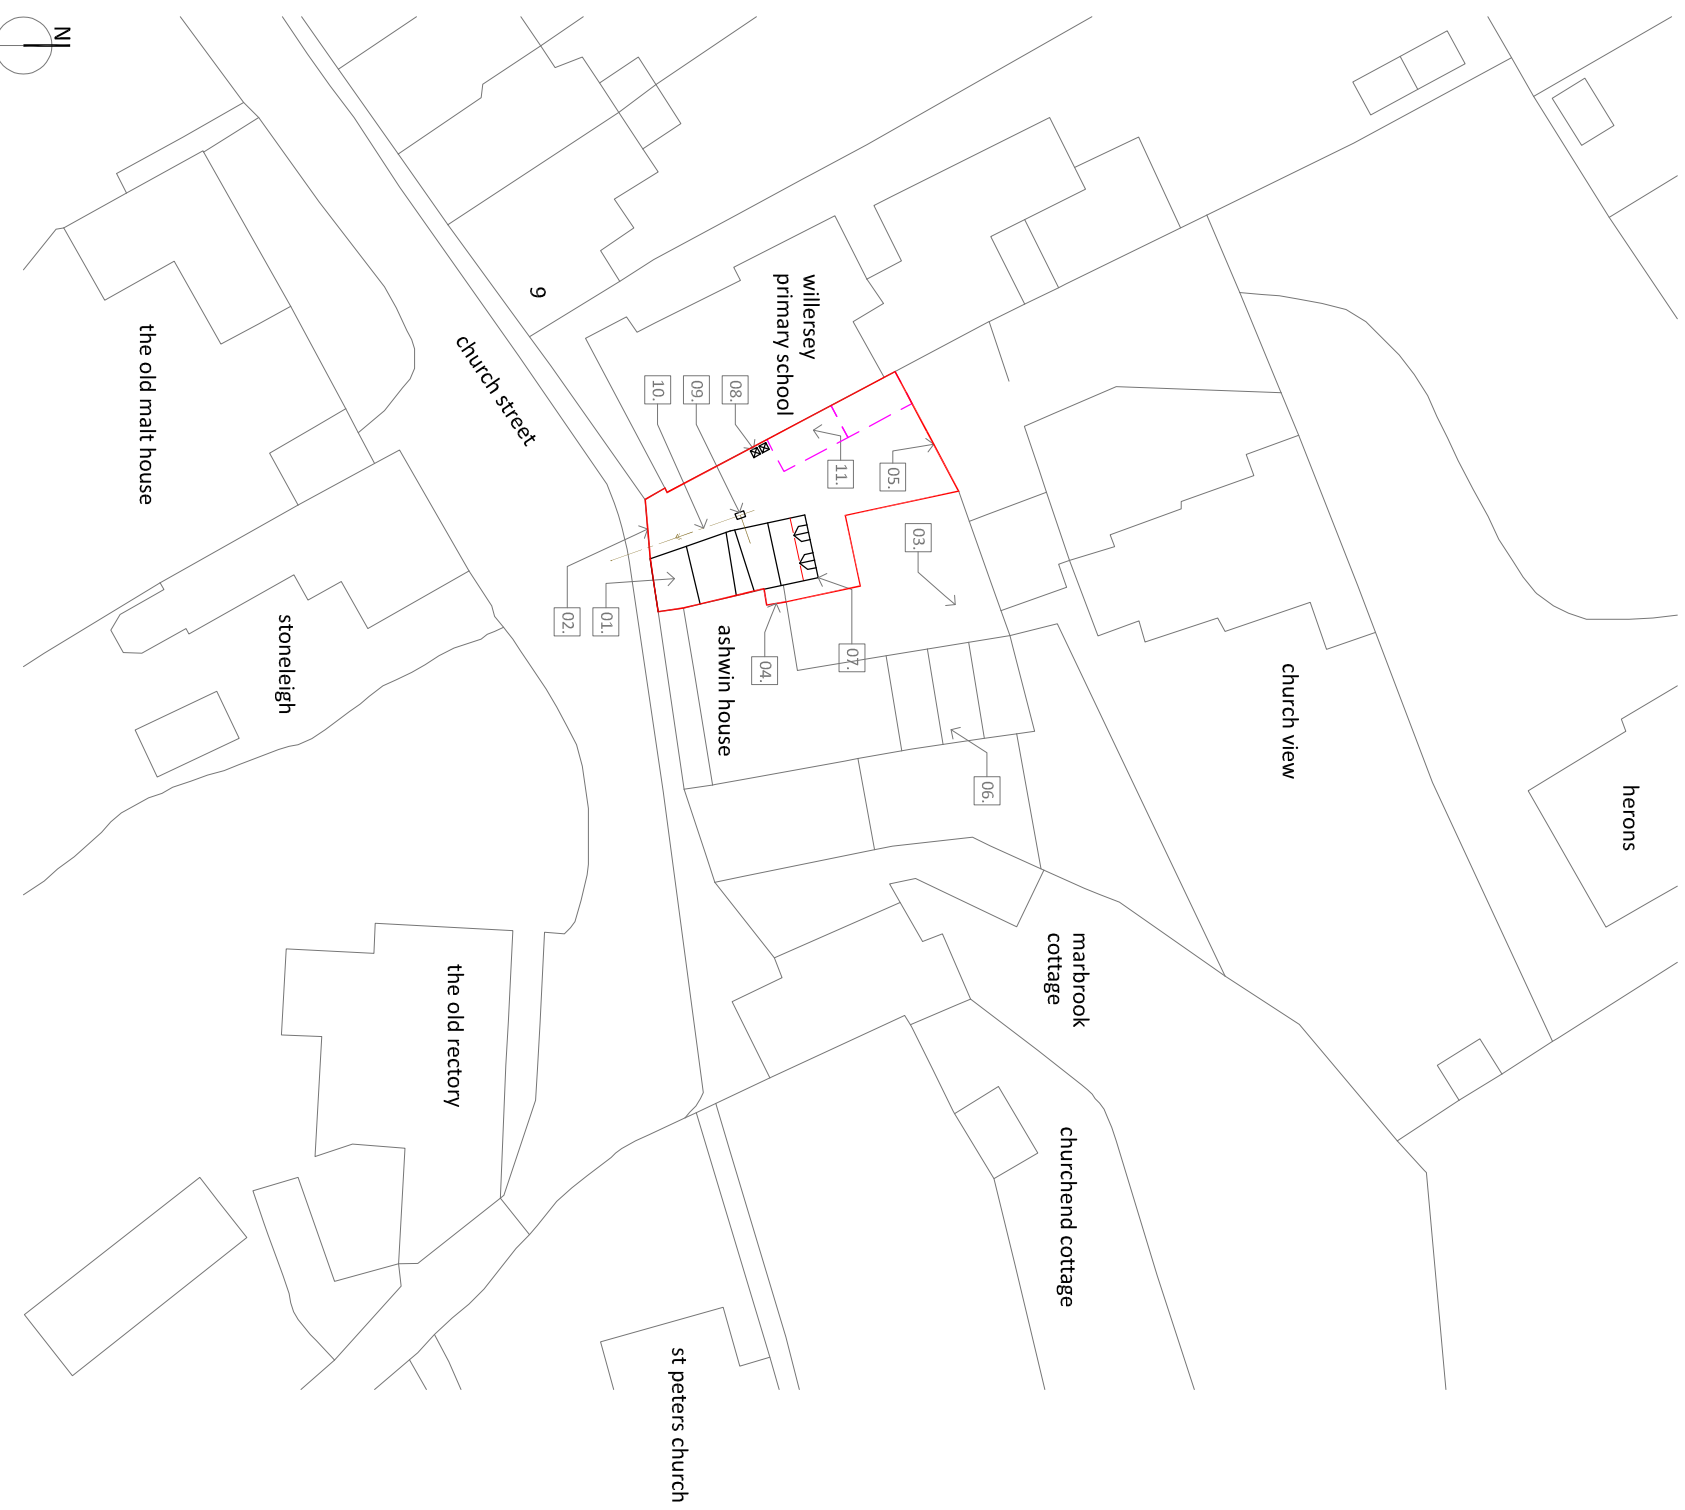 N
9
church street
the old malt house
willersey
primary school
10.
09.
08.
11.
05.
03.
02.
01.
04.
07.
06.
ashwin house
stoneleigh
church view
herons
the old rectory
marbrook
cottage
churchend cottage
st peters church